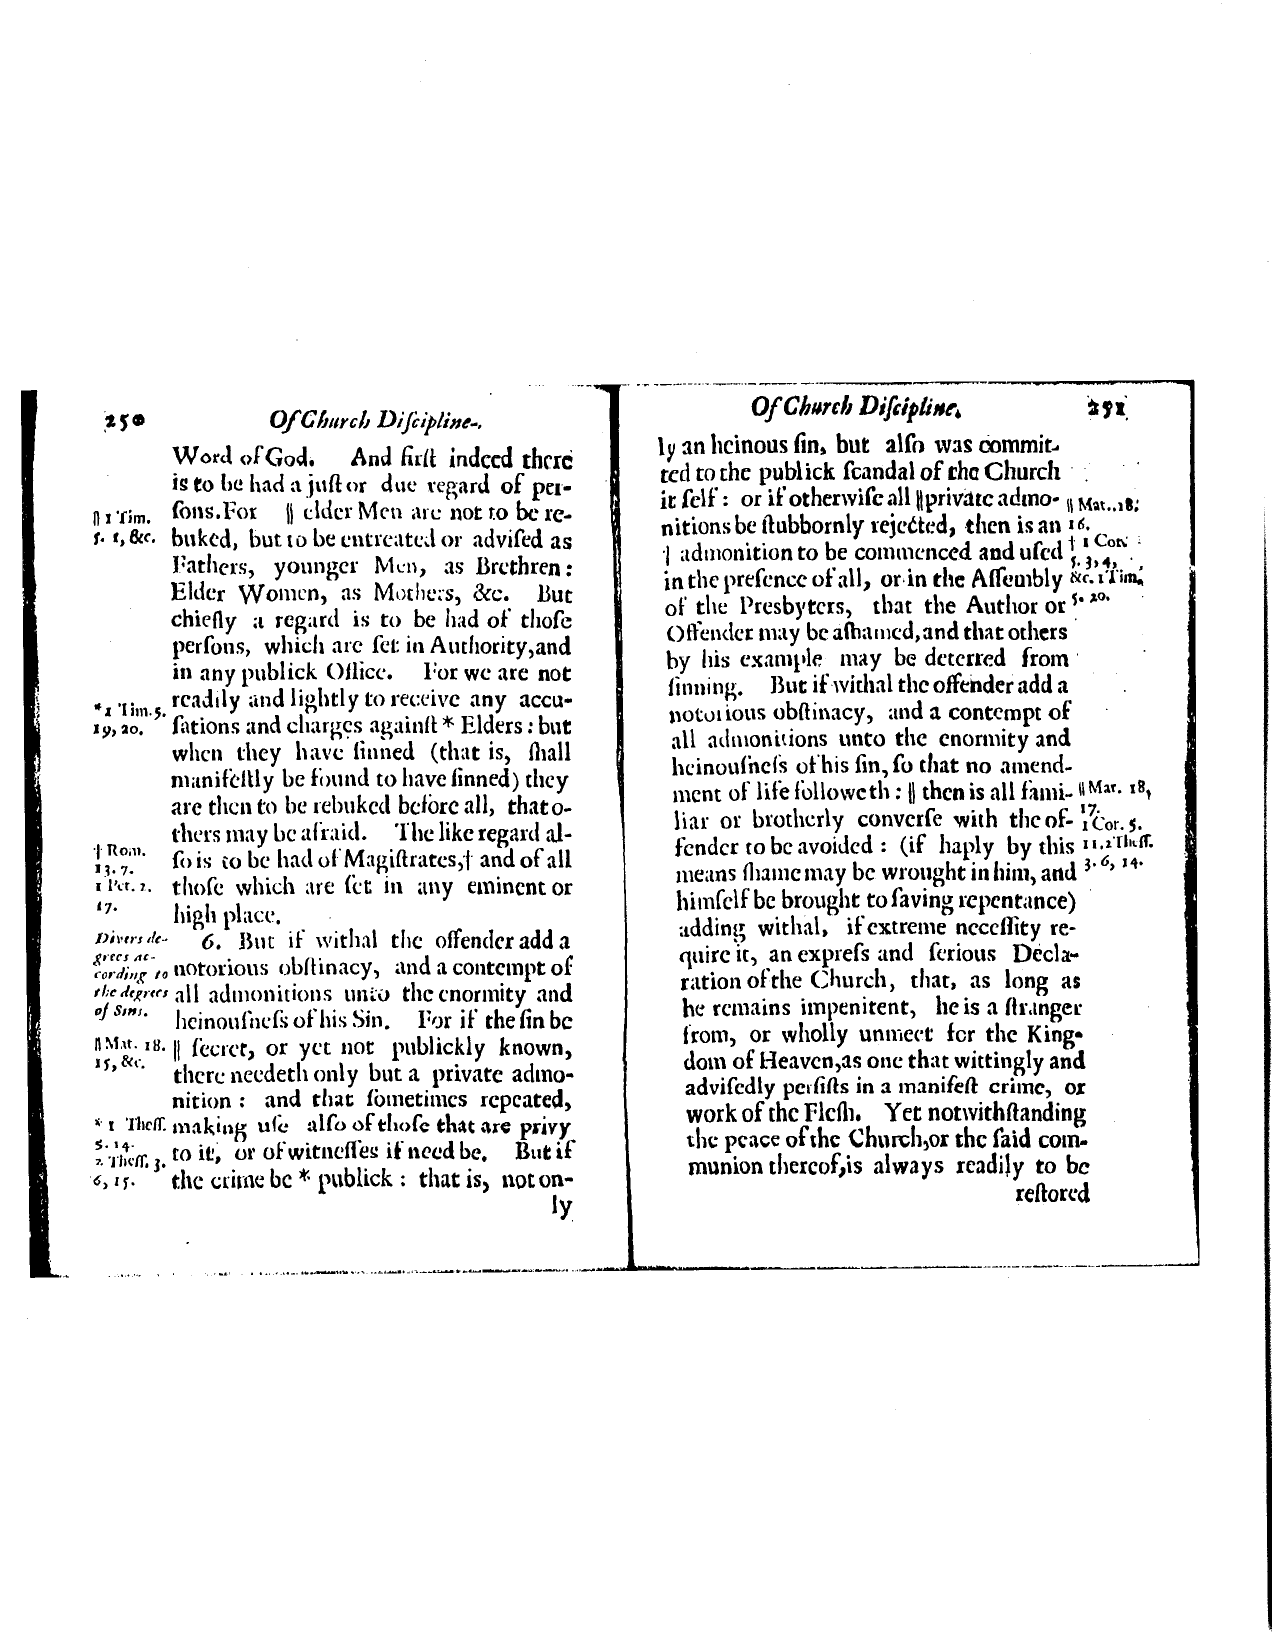 250 Of Church Diſcipline.
Word of God. And firſt indeed there
is to be had a juſt or due regard of per-
ſons. For || elder Men are not to be re-
buked, but to be entreated or adviſed as
Fathers, younger Men, as Brethren:
Elder Women, as Mothers, &c. But
chiefly a regard is to be had of thoſe
perſons, which are ſet in Authority, and
in any publick Office. For we are not
readily and lightly to receive any accu-
ſations and charges againſt * Elders: but
when they have ſinned (that is, ſhall
manifeſtly be found to have ſinned) they
are then to be rebuked before all, that o-
thers may be afraid. The like regard al-
ſo is to be had of Magiſtrates,† and of all
thoſe which are ſet in any eminent or
high place.
6. But if withal the offender add a
notorious obſtinacy, and a contempt of
all admonitions unto the enormity and
heinouſneſs of his Sin. For if the ſin be
|| ſecret, or yet not publickly known,
there needeth only but a private admo-
nition: and that ſometimes repeated,
making uſe alſo of thoſe that are privy
to it, or of witneſſes if need be. But if
the crime be * publick: that is, not on-
ly
|| 1 Tim.
5. 1, &c.
*1 Tim. 5.
19, 20.
† Rom.
13. 7.
1 Pet. 2.
17.
Divers de-
grees ac-
cording to
the degrees
of Sins.
|| Mat. 18.
15, &c.
* 1 Theſſ.
5. 14.
2 Theſſ. 3.
6, 15.
Of Church Diſcipline. 251
ly an heinous ſin, but alſo was commit-
ted to the publick ſcandal of the Church
it ſelf: or if otherwiſe all || private admo-
nitions be ſtubbornly rejected, then is an
† admonition to be commenced and uſed
in the preſence of all, or in the Aſſembly
of the Presbyters, that the Author or
Offender may be aſhamed, and that others
by his example may be deterred from
ſinning. But if withal the offender add a
notorious obſtinacy, and a contempt of
all admonitions unto the enormity and
heinouſneſs of his ſin, ſo that no amend-
ment of life followeth: || then is all fami-
liar or brotherly converſe with the of-
fender to be avoided: (if haply by this
means ſhame may be wrought in him, and
himſelf be brought to ſaving repentance)
adding withal, if extreme neceſſity re-
quire it, an expreſs and ſerious Decla-
ration of the Church, that, as long as
he remains impenitent, he is a ſtranger
from, or wholly unmeet for the King-
dom of Heaven, as one that wittingly and
adviſedly perſiſts in a manifeſt crime, or
work of the Fleſh. Yet notwithſtanding
the peace of the Church, or the ſaid com-
munion thereof, is always readily to be
reſtored
|| Mat. 18.
16.
† 1 Cor.
5. 3, 4,
&c. 1 Tim.
5. 20.
|| Mat. 18,
17.
1 Cor. 5.
11. 2 Theſſ.
3. 6, 14.